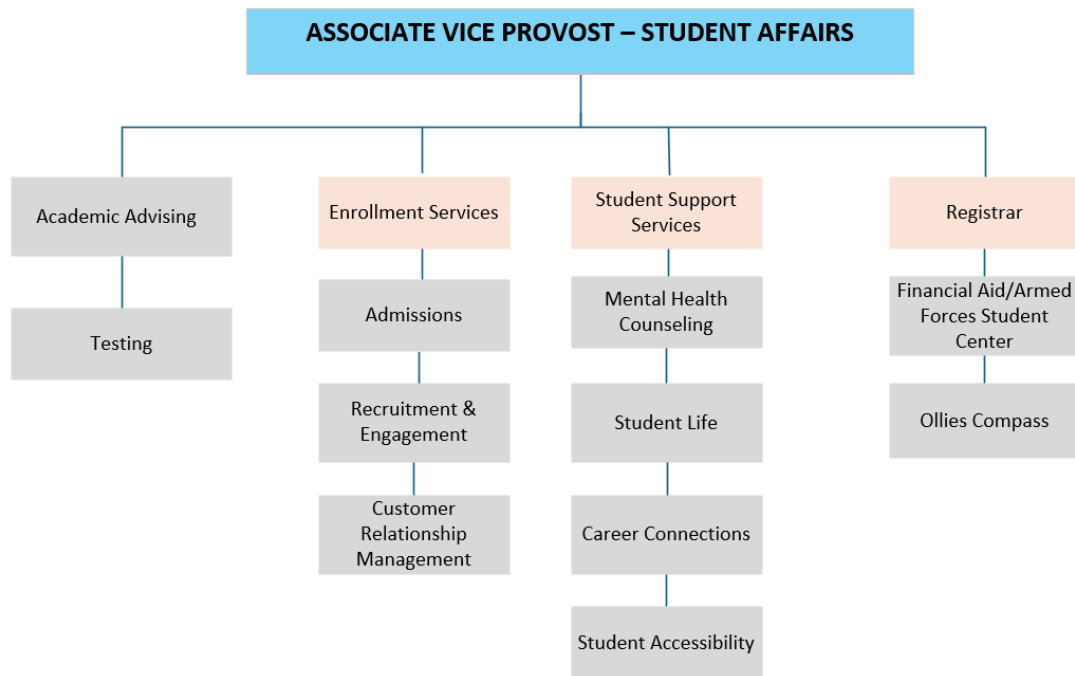 ASSOCIATE VICE PROVOST – STUDENT AFFAIRS
Academic Advising
Testing
Enrollment Services
Admissions
Recruitment &
Engagement
Customer
Relationship
Management
Student Support
Services
Mental Health
Counseling
Student Life
Career Connections
Student Accessibility
Registrar
Financial Aid/Armed
Forces Student
Center
Ollies Compass